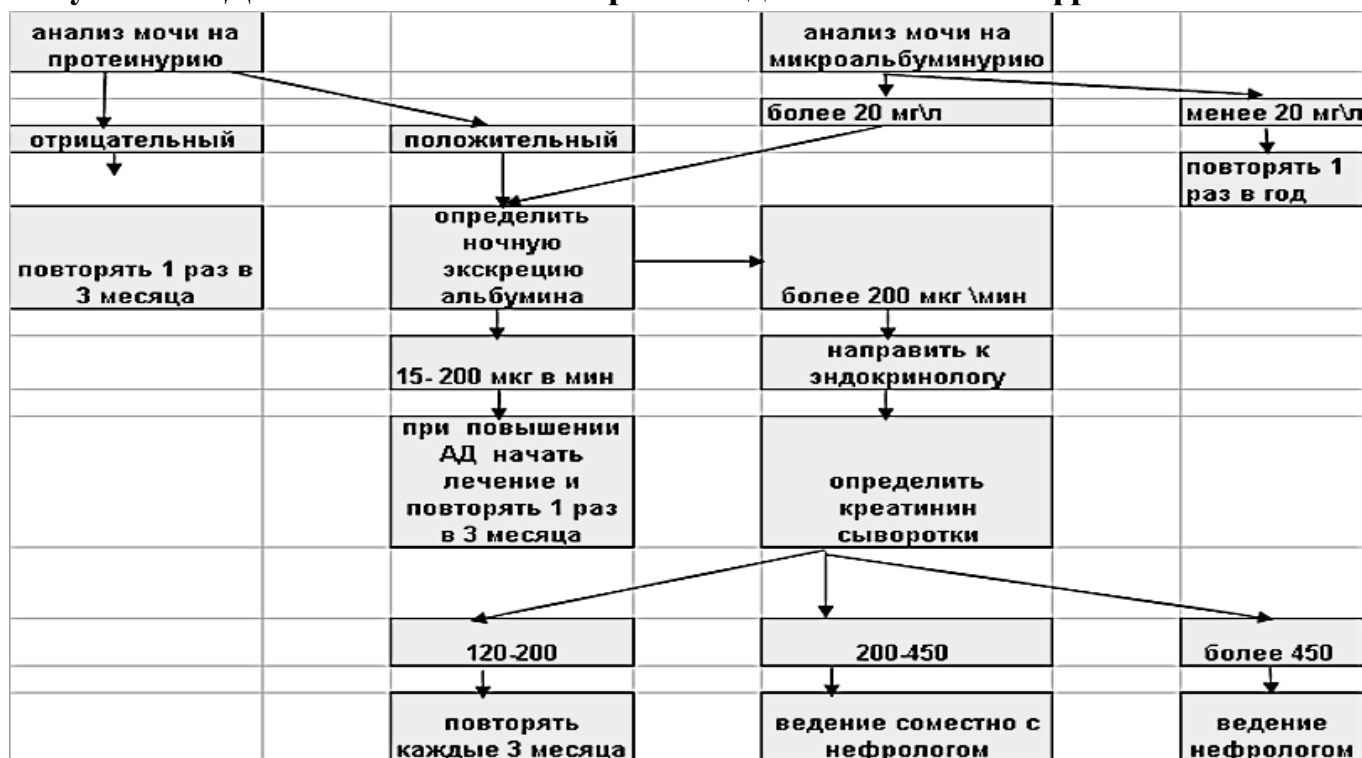 анализ мочи на
протеинурию
анализ мочи на
микроальбуминурию
более 20 мг\л
менее 20 мг\л
отрицательный
положительный
повторять 1
раз в год
определить
ночную
экскрецию
альбумина
повторять 1 раз в
3 месяца
более 200 мкг \мин
15- 200 мкг в мин
направить к
эндокринологу
при повышении
АД начать
лечение и
повторять 1 раз
в 3 месяца
определить
креатинин
сыворотки
120-200
200-450
более 450
повторять
каждые 3 месяца
ведение соместно с
нефрологом
ведение
нефрологом